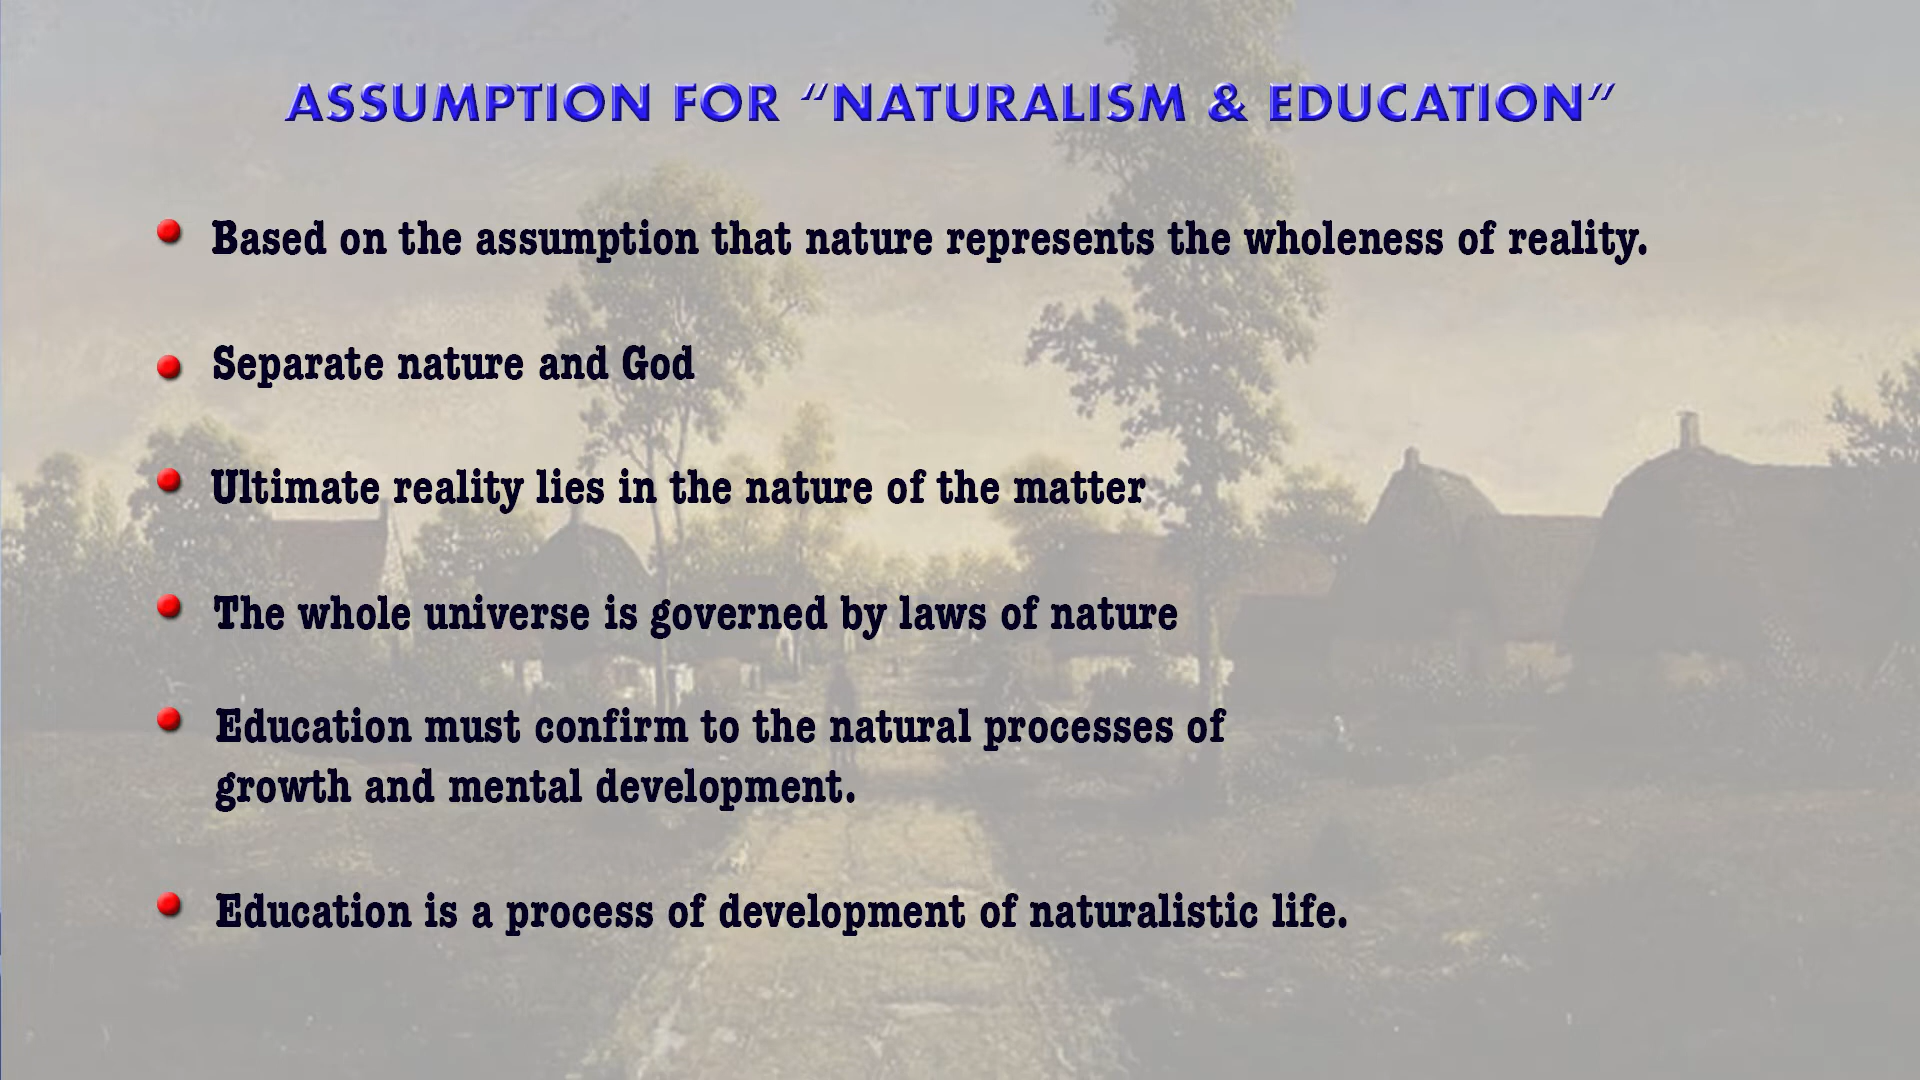 ASSUMPTION FOR “NATURALISM & EDUCATION”
Based on the assumption that nature represents the wholeness of reality.
Separate nature and God
Ultimate reality lies in the nature of the matter
The whole universe is governed by laws of nature
Education must confirm to the natural processes of
growth and mental development.
Education is a process of development of naturalistic life.